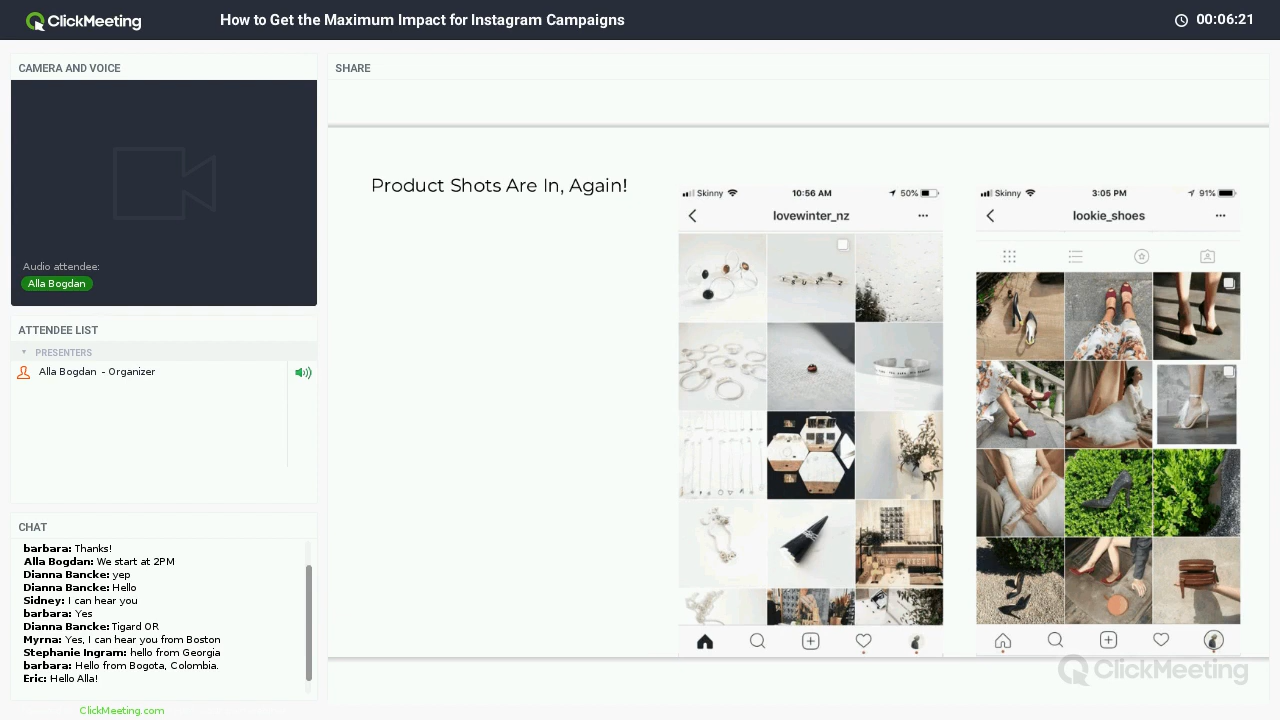 ClickMeeting
How to Get the Maximum Impact for Instagram Campaigns
00:06:21
CAMERA AND VOICE
Audio attendee:
Alla Bogdan
ATTENDEE LIST
PRESENTERS
Alla Bogdan - Organizer
CHAT
barbara: Thanks!
Alla Bogdan: We start at 2PM
Dianna Bancke: yep
Dianna Bancke: Hello
Sidney: I can hear you
barbara: Yes
Dianna Bancke: Tigard OR
Myrna: Yes, I can hear you from Boston
Stephanie Ingram: hello from Georgia
barbara: Hello from Bogota, Colombia.
Eric: Hello Alla!
ClickMeeting.com
SHARE
Product Shots Are In, Again!
Skinny 10:56 AM 50%
lovewinter_nz
Skinny 3:05 PM 91%
lookie_shoes
ClickMeeting